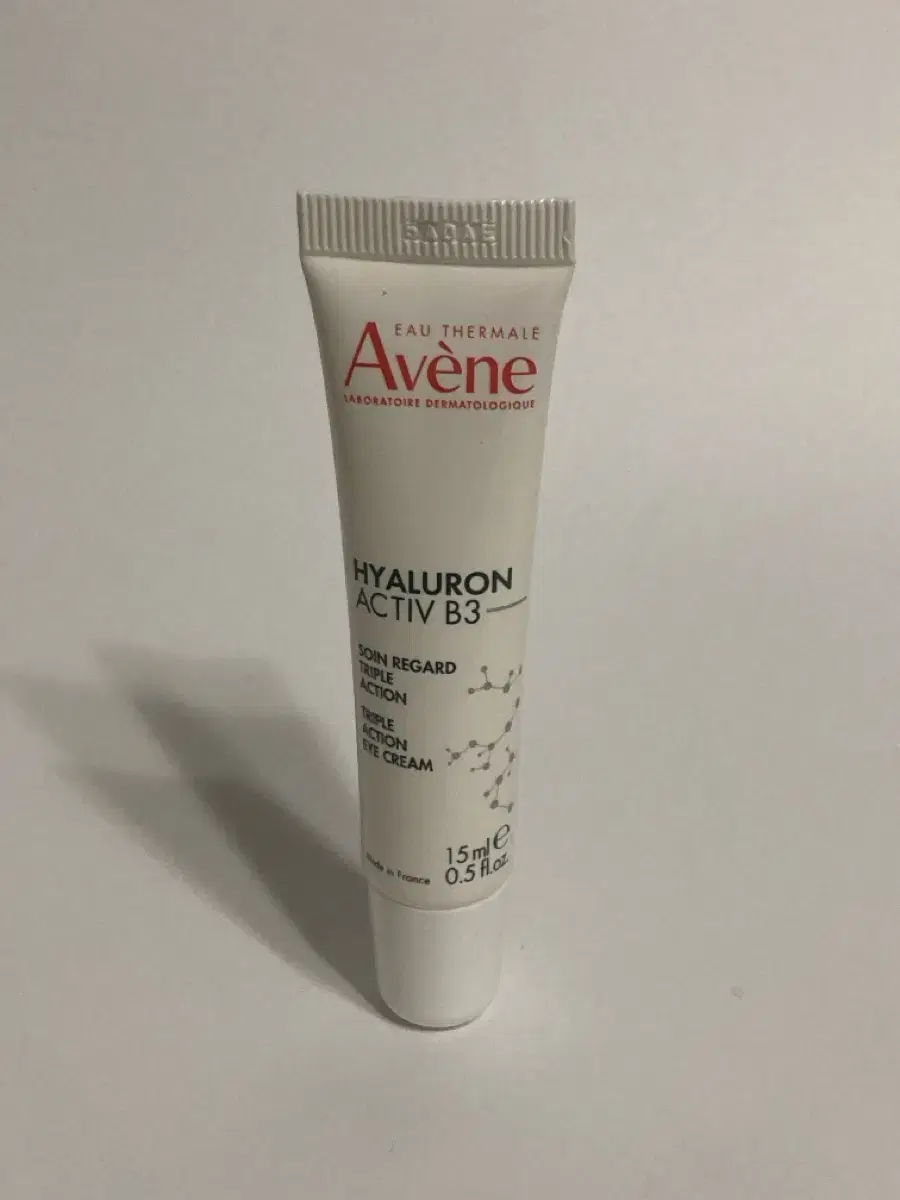 EAU THERMALE
Avène
LABORATOIRE DERMATOLOGIQUE
HYALURON
ACTIV B3
SOIN REGARD
TRIPLE
ACTION
TRIPLE
ACTION
EYE CREAM
15 ml e
Made in France
0.5 fl.oz.